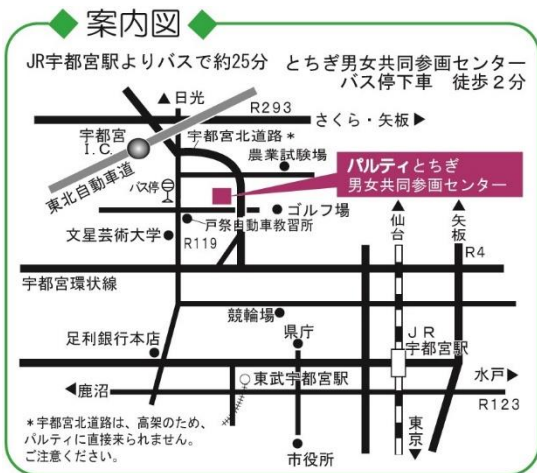 案内図
JR宇都宮駅よりバスで約25分 とちぎ男女共同参画センター
バス停下車 徒歩2分
▲日光
R293
さくら・矢板▶
宇都宮
I.C.
宇都宮北道路*
農業試験場
東北自動車道
バス停
パルティとちぎ
男女共同参画センター
ゴルフ場
戸祭自動車教習所
文星芸術大学
R119
▲仙台
▲矢板
R4
宇都宮環状線
競輪場
足利銀行本店
県庁
JR
宇都宮駅
東武宇都宮駅
水戸▶
◀鹿沼
R123
*宇都宮北道路は、高架のため、
パルティに直接来られません。
ご注意ください。
市役所
東京▼